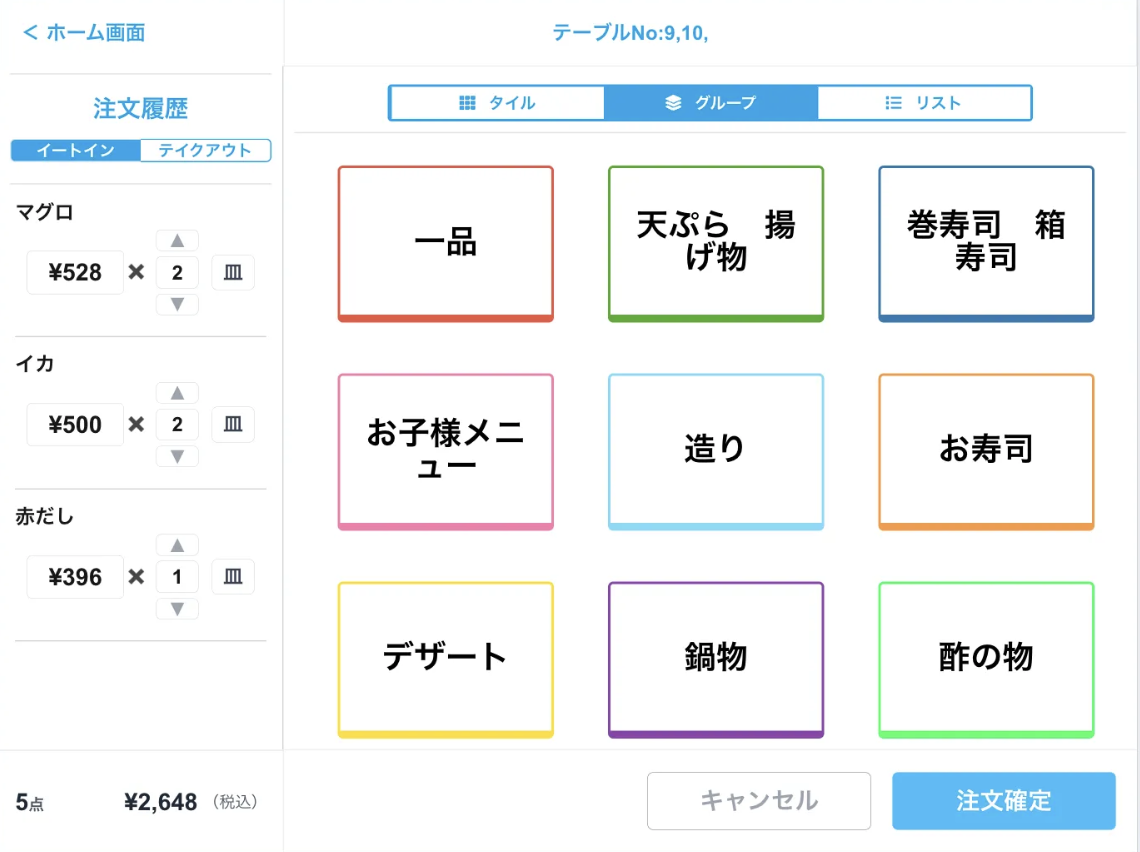 < ホーム画面
テーブルNo:9,10,
注文履歴
イートイン テイクアウト
マグロ
¥528 × 2 皿
イカ
¥500 × 2 皿
赤だし
¥396 × 1 皿
5点 ¥2,648 （税込）
タイル グループ リスト
一品
天ぷら　揚
げ物
巻寿司　箱
寿司
お子様メニ
ュー
造り
お寿司
デザート
鍋物
酢の物
キャンセル 注文確定